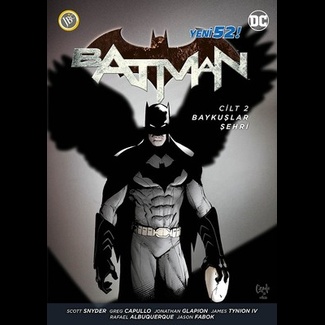 YENİ 52!
DC
BATMAN
CİLT 2
BAYKUŞLAR
ŞEHRİ
SCOTT SNYDER GREG CAPULLO JONATHAN GLAPION JAMES TYNION IV
RAFAEL ALBUQUERQUE JASON FABOK